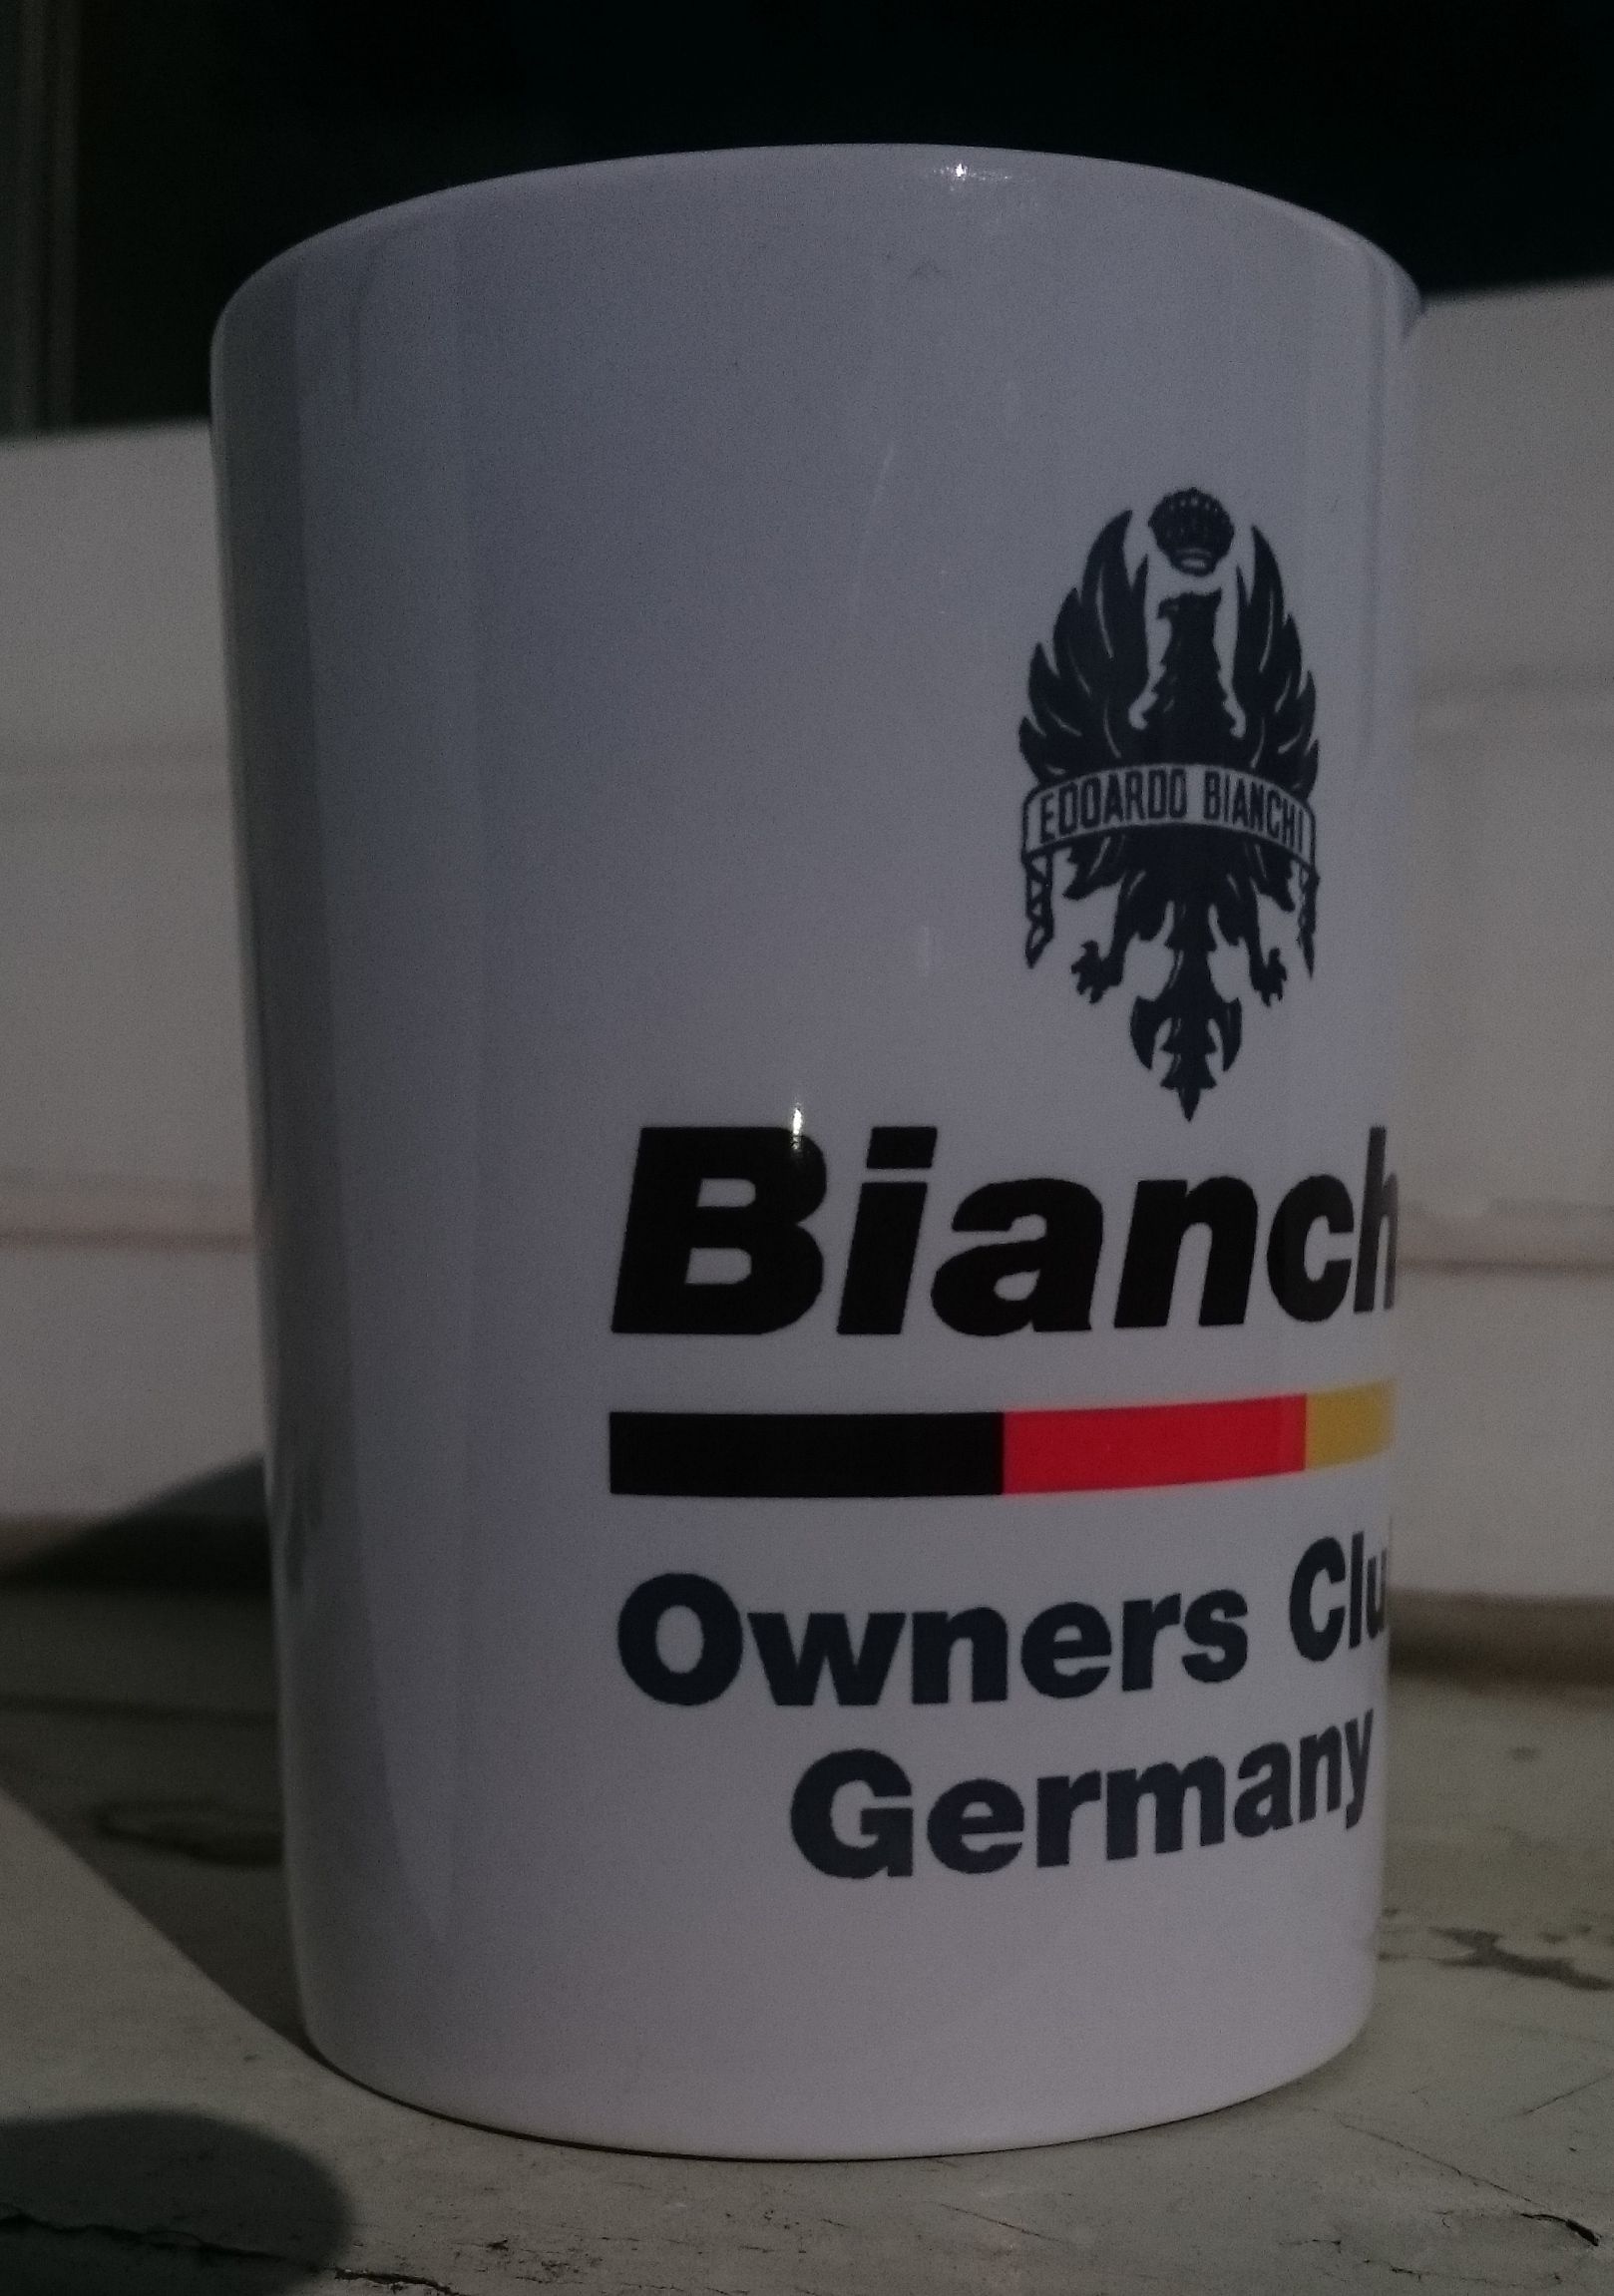 EDOARDO BIANCHI
Bianch
Owners Clu
Germany